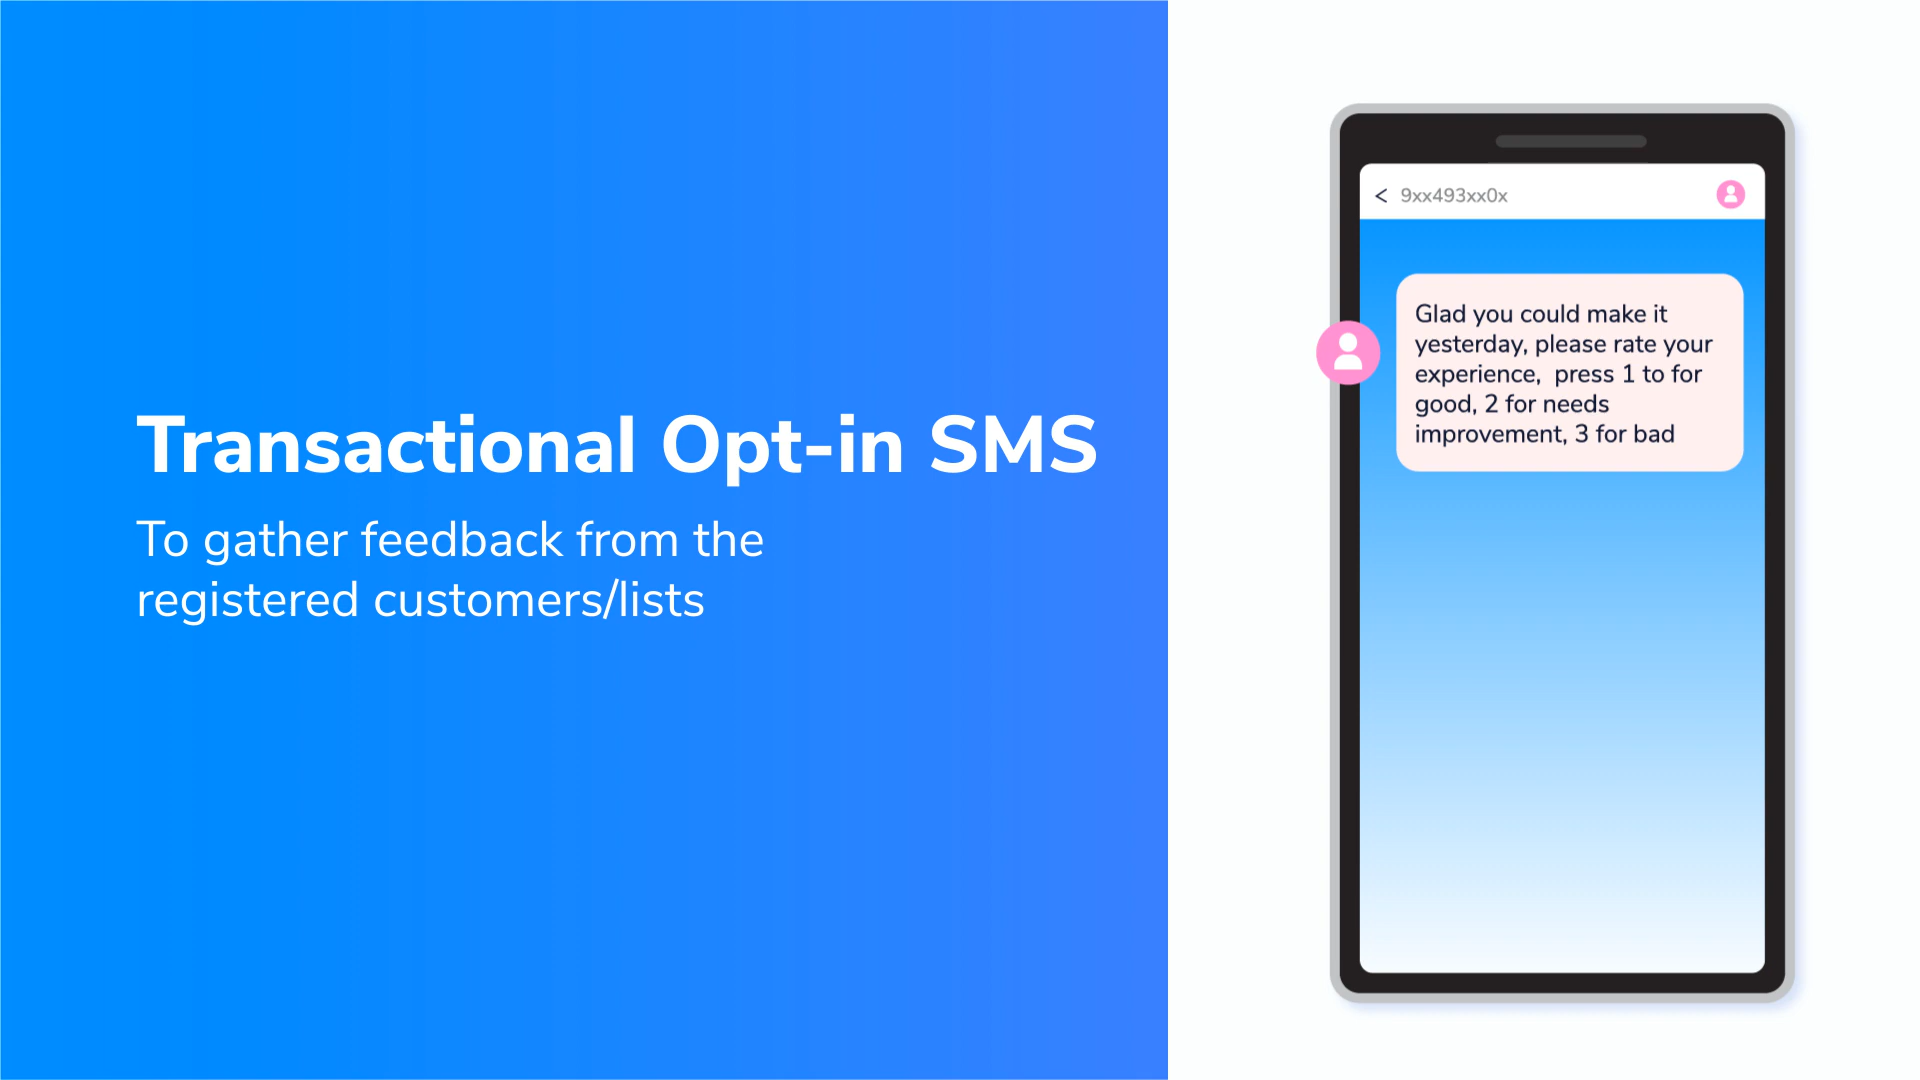 Transactional Opt-in SMS
To gather feedback from the
registered customers/lists
< 9xx493xx0x
Glad you could make it
yesterday, please rate your
experience,  press 1 to for
good, 2 for needs
improvement, 3 for bad